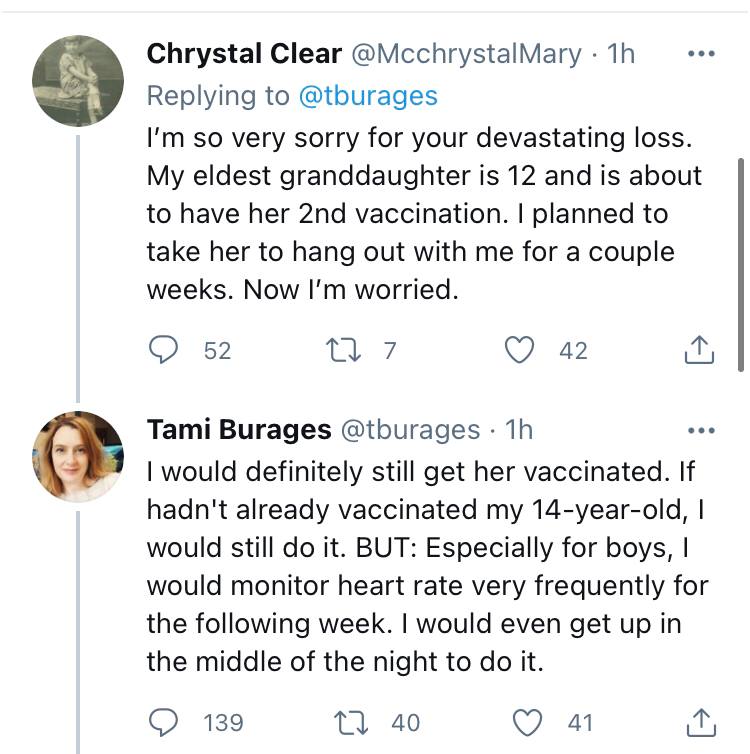 Chrystal Clear @McchrystalMary · 1h
Replying to @tburages
I'm so very sorry for your devastating loss.
My eldest granddaughter is 12 and is about
to have her 2nd vaccination. I planned to
take her to hang out with me for a couple
weeks. Now I'm worried.
52 7 42
Tami Burages @tburages · 1h
I would definitely still get her vaccinated. If
hadn't already vaccinated my 14-year-old, I
would still do it. BUT: Especially for boys, I
would monitor heart rate very frequently for
the following week. I would even get up in
the middle of the night to do it.
139 40 41